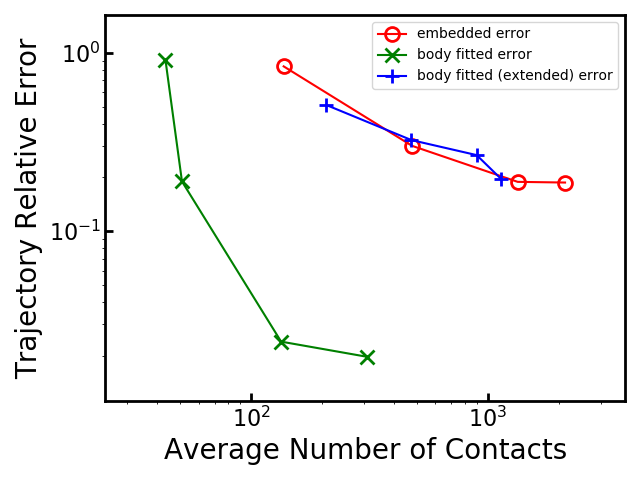 embedded error
body fitted error
body fitted (extended) error
10⁰
10⁻¹
Trajectory Relative Error
10²
10³
Average Number of Contacts